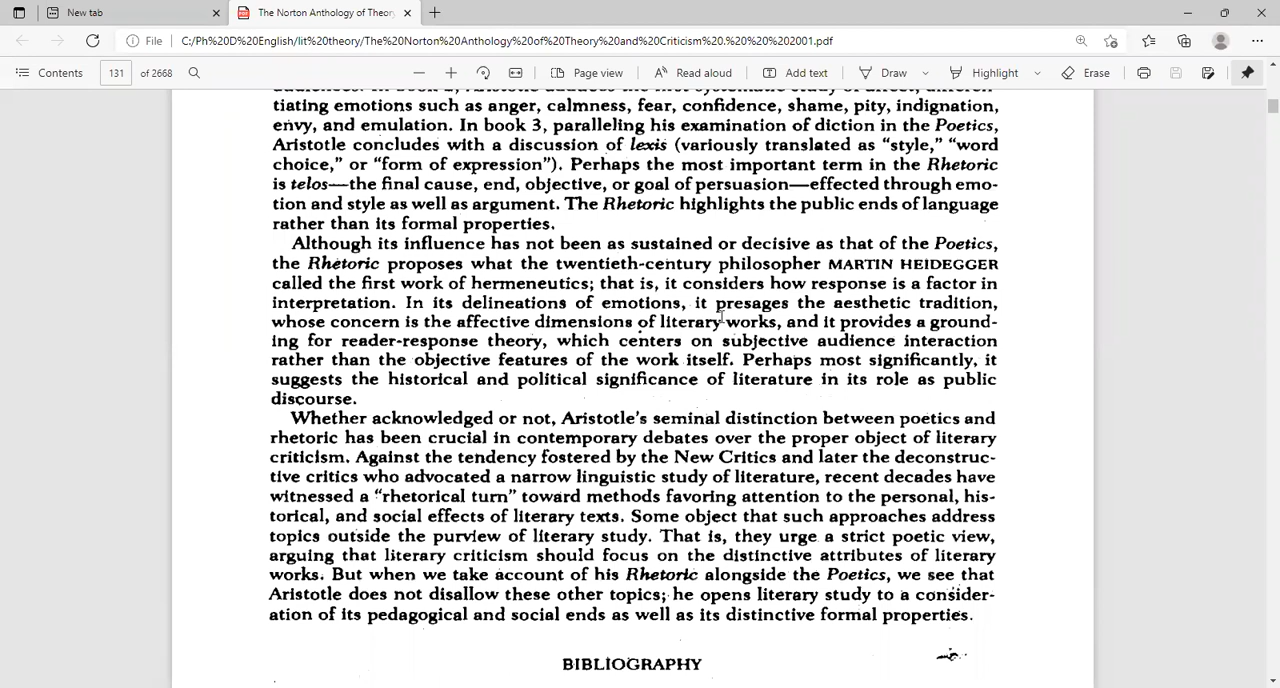 New tab
The Norton Anthology of Theory
File C:/Ph%20D%20English/lit%20theory/The%20Norton%20Anthology%20of%20Theory%20and%20Criticism%20.%20%20%202001.pdf
Contents 131 of 2668 Page view Read aloud Add text Draw Highlight Erase
tiating emotions such as anger, calmness, fear, confidence, shame, pity, indignation,
envy, and emulation. In book 3, paralleling his examination of diction in the Poetics,
Aristotle concludes with a discussion of lexis (variously translated as “style,” “word
choice,” or “form of expression”). Perhaps the most important term in the Rhetoric
is telos—the final cause, end, objective, or goal of persuasion—effected through emo-
tion and style as well as argument. The Rhetoric highlights the public ends of language
rather than its formal properties.
Although its influence has not been as sustained or decisive as that of the Poetics,
the Rhetoric proposes what the twentieth-century philosopher MARTIN HEIDEGGER
called the first work of hermeneutics; that is, it considers how response is a factor in
interpretation. In its delineations of emotions, it presages the aesthetic tradition,
whose concern is the affective dimensions of literary works, and it provides a ground-
ing for reader-response theory, which centers on subjective audience interaction
rather than the objective features of the work itself. Perhaps most significantly, it
suggests the historical and political significance of literature in its role as public
discourse.
Whether acknowledged or not, Aristotle's seminal distinction between poetics and
rhetoric has been crucial in contemporary debates over the proper object of literary
criticism. Against the tendency fostered by the New Critics and later the deconstruc-
tive critics who advocated a narrow linguistic study of literature, recent decades have
witnessed a “rhetorical turn” toward methods favoring attention to the personal, his-
torical, and social effects of literary texts. Some object that such approaches address
topics outside the purview of literary study. That is, they urge a strict poetic view,
arguing that literary criticism should focus on the distinctive attributes of literary
works. But when we take account of his Rhetoric alongside the Poetics, we see that
Aristotle does not disallow these other topics; he opens literary study to a consider-
ation of its pedagogical and social ends as well as its distinctive formal properties.
BIBLIOGRAPHY